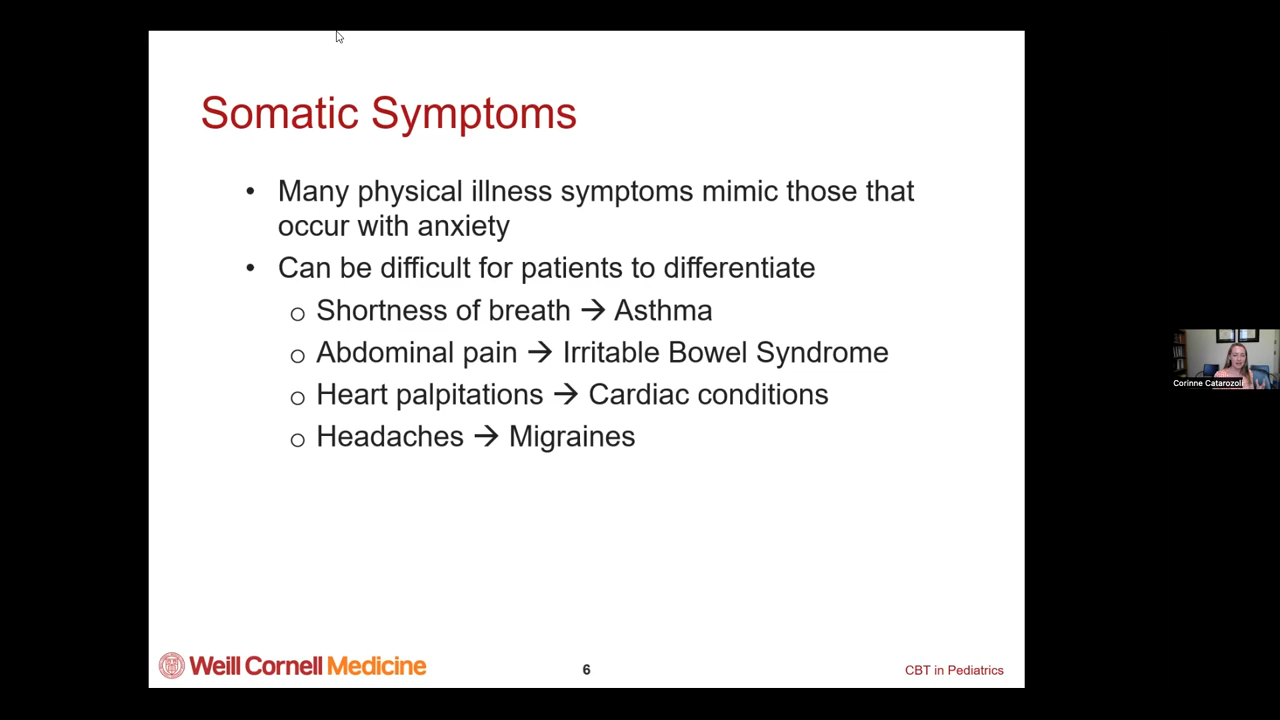 Somatic Symptoms
• Many physical illness symptoms mimic those that
occur with anxiety
• Can be difficult for patients to differentiate
o Shortness of breath → Asthma
o Abdominal pain → Irritable Bowel Syndrome
o Heart palpitations → Cardiac conditions
o Headaches → Migraines
Corinne Catarozoli
Weill Cornell Medicine
6
CBT in Pediatrics